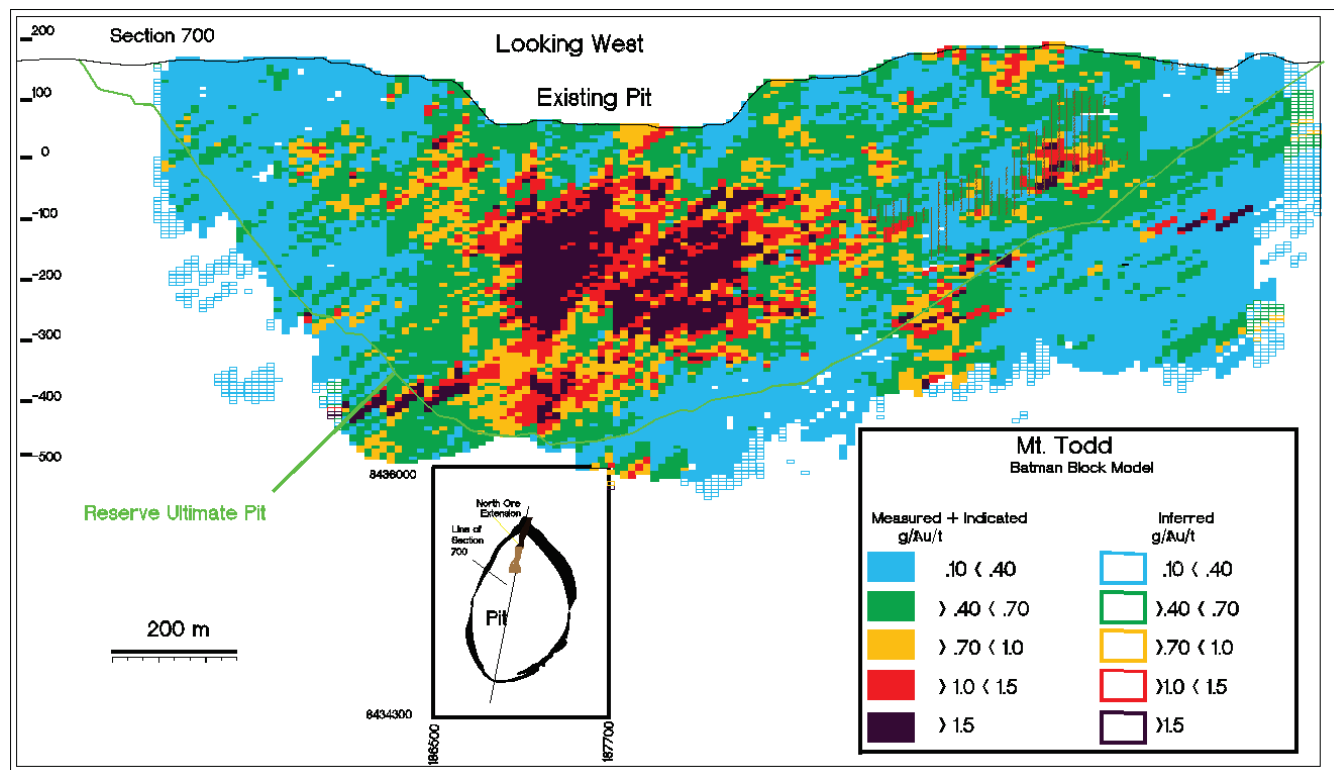 Section 700
Looking West
Existing Pit
200
100
0
-100
-200
-300
-400
-500
Reserve Ultimate Pit
200 m
8436000
8434300
186500
187700
North Ore
Extension
Line of
Section
700
Pit
Mt. Todd
Batman Block Model
Measured + Indicated
g/Au/t
.10 < .40
> .40 < .70
> .70 < 1.0
> 1.0 < 1.5
> 1.5
Inferred
g/Au/t
.10 < .40
>.40 < .70
>.70 < 1.0
>1.0 < 1.5
>1.5